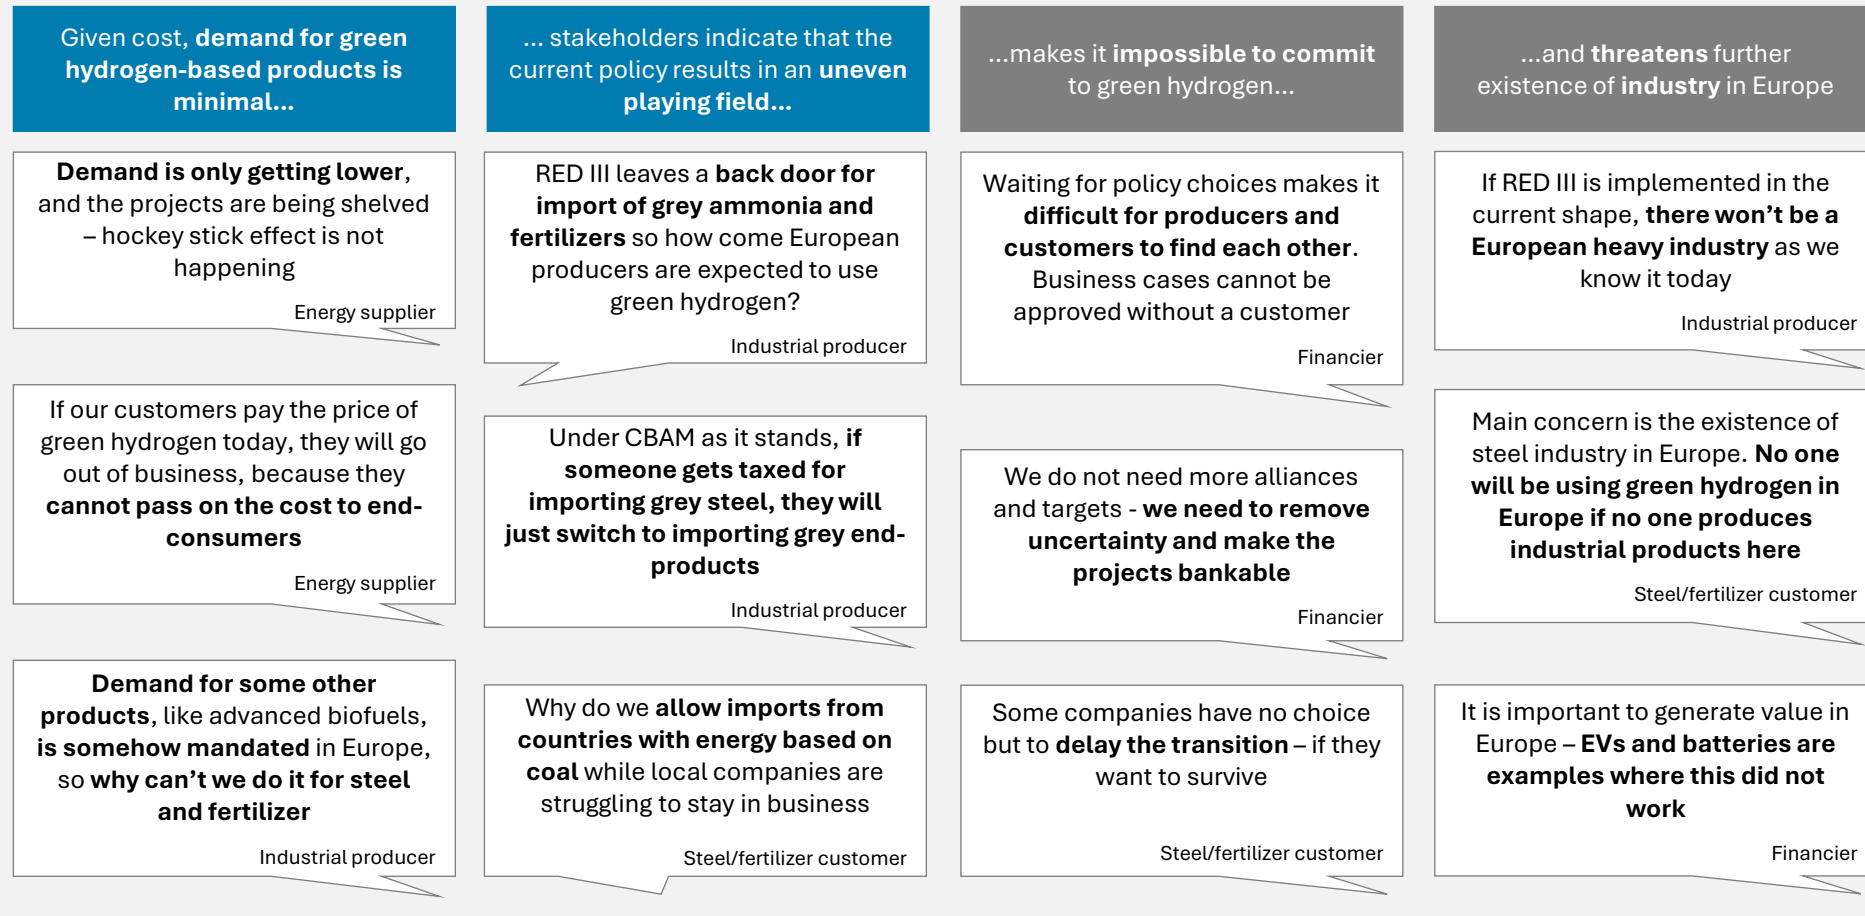 Given cost, demand for green
hydrogen-based products is
minimal...
Demand is only getting lower,
and the projects are being shelved
– hockey stick effect is not
happening
Energy supplier
If our customers pay the price of
green hydrogen today, they will go
out of business, because they
cannot pass on the cost to end-
consumers
Energy supplier
Demand for some other
products, like advanced biofuels,
is somehow mandated in Europe,
so why can't we do it for steel
and fertilizer
Industrial producer
... stakeholders indicate that the
current policy results in an uneven
playing field...
RED III leaves a back door for
import of grey ammonia and
fertilizers so how come European
producers are expected to use
green hydrogen?
Industrial producer
Under CBAM as it stands, if
someone gets taxed for
importing grey steel, they will
just switch to importing grey end-
products
Industrial producer
Why do we allow imports from
countries with energy based on
coal while local companies are
struggling to stay in business
Steel/fertilizer customer
...makes it impossible to commit
to green hydrogen...
Waiting for policy choices makes it
difficult for producers and
customers to find each other.
Business cases cannot be
approved without a customer
Financier
We do not need more alliances
and targets - we need to remove
uncertainty and make the
projects bankable
Financier
Some companies have no choice
but to delay the transition – if they
want to survive
Steel/fertilizer customer
...and threatens further
existence of industry in Europe
If RED III is implemented in the
current shape, there won't be a
European heavy industry as we
know it today
Industrial producer
Main concern is the existence of
steel industry in Europe. No one
will be using green hydrogen in
Europe if no one produces
industrial products here
Steel/fertilizer customer
It is important to generate value in
Europe – EVs and batteries are
examples where this did not
work
Financier